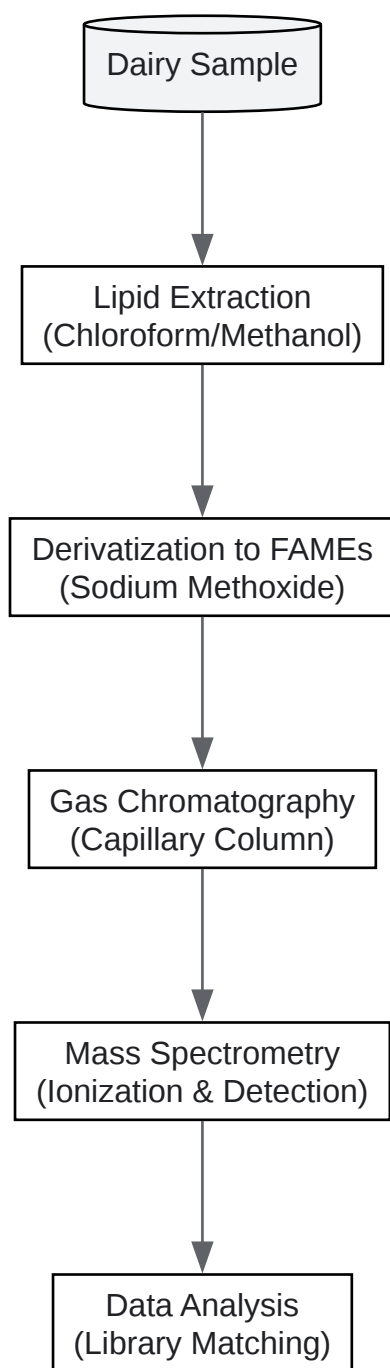 Dairy Sample
Lipid Extraction
(Chloroform/Methanol)
Derivatization to FAMEs
(Sodium Methoxide)
Gas Chromatography
(Capillary Column)
Mass Spectrometry
(Ionization & Detection)
Data Analysis
(Library Matching)